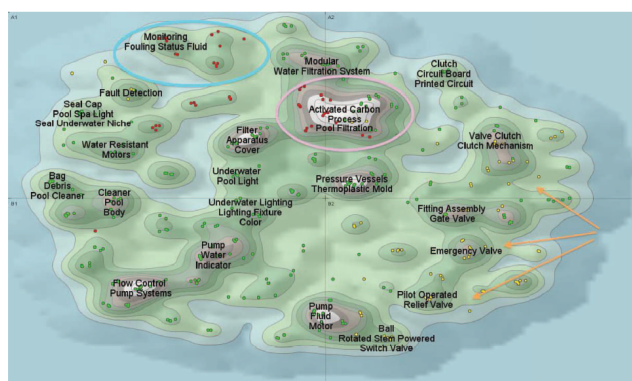 A1
A2
Monitoring
Fouling Status Fluid
Modular
Water Filtration System
Clutch
Circuit Board
Printed Circuit
Fault Detection
Seal Cap
Pool Spa Light
Seal Underwater Niche
Activated Carbon
Process
Pool Filtration
Water Resistant
Motors
Filter
Apparatus
Cover
Valve Clutch
Clutch Mechanism
Bag
Debris
Pool Cleaner
Cleaner
Pool
Body
Underwater
Pool Light
Pressure Vessels
Thermoplastic Mold
B1
B2
Underwater Lighting
Lighting Fixture
Color
Fitting Assembly
Gate Valve
Pump
Water
Indicator
Emergency Valve
Flow Control
Pump Systems
Pilot Operated
Relief Valve
Pump
Fluid
Motor
Ball
Rotated Stem Powered
Switch Valve